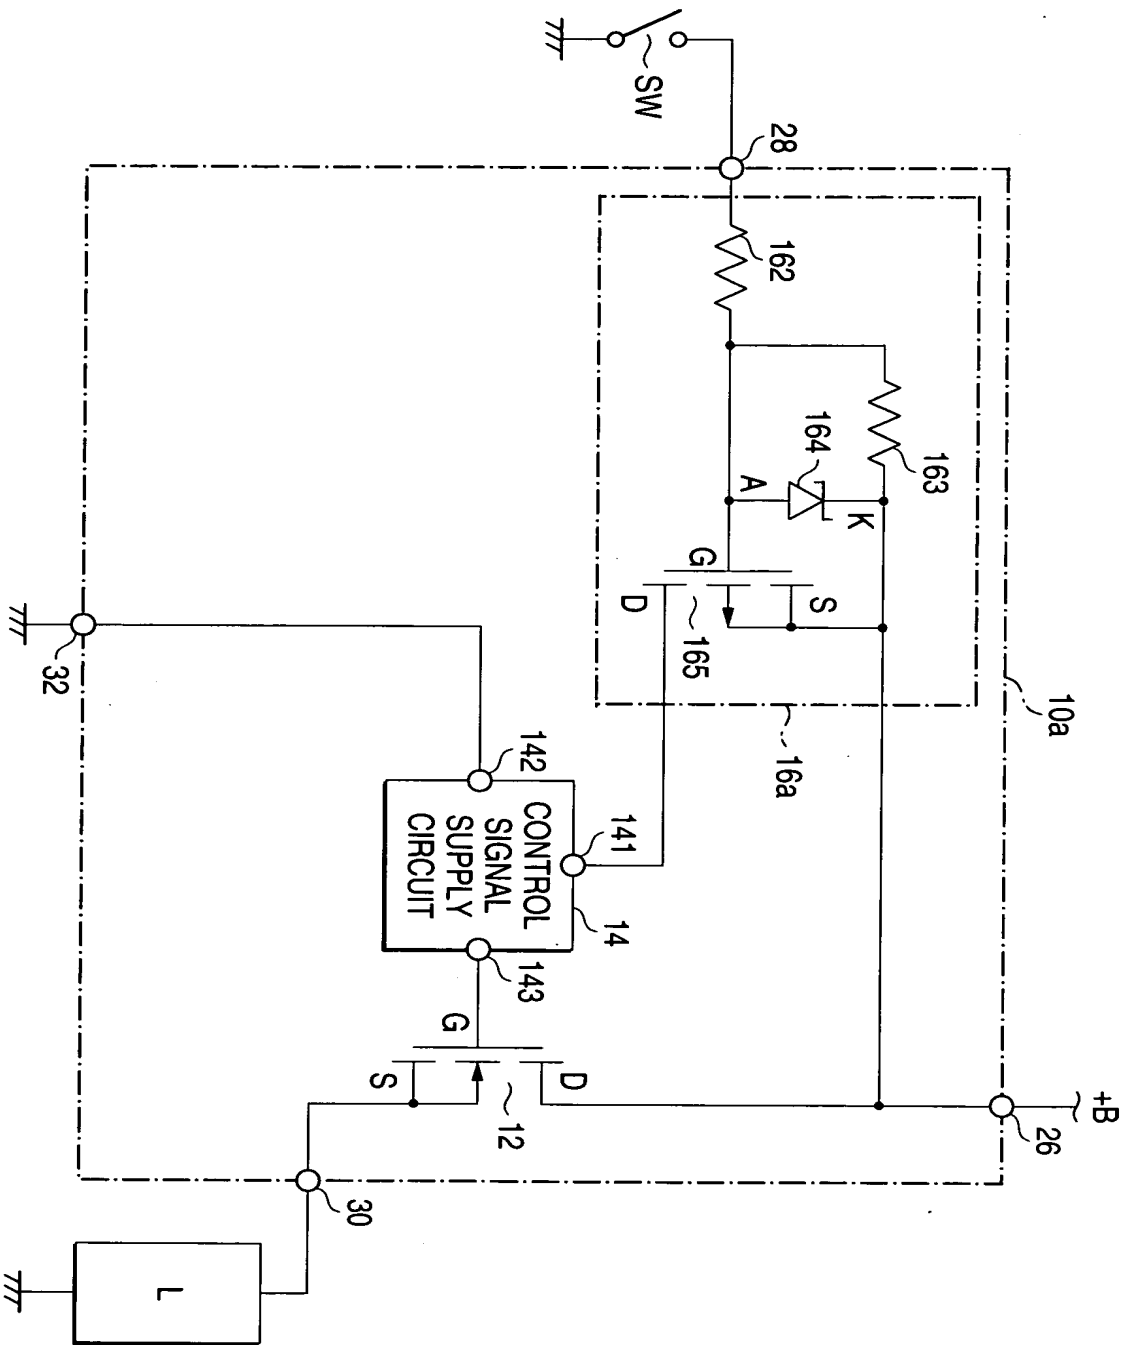 +B
26
10a
16a
163
K
164
A
162
28
SW
G
S
D
165
141
14
CONTROL
SIGNAL
SUPPLY
CIRCUIT
142
143
32
G
D
S
12
30
L